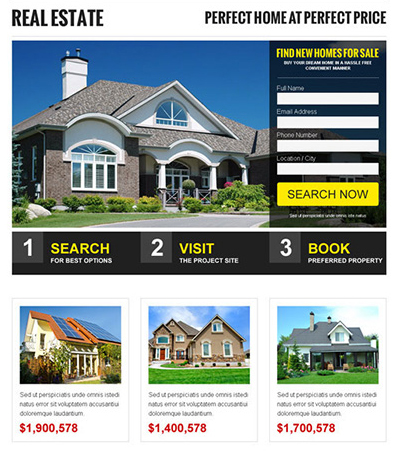 REAL ESTATE
PERFECT HOME AT PERFECT PRICE
FIND NEW HOMES FOR SALE
BUY YOUR DREAM HOME IN A HASSLE FREE
CONVENIENT MANNER
Full Name
Email Address
Phone Number
Location / City
SEARCH NOW
Sed ut perspiciatis unde omnis iste natus
1 SEARCH
FOR BEST OPTIONS
2 VISIT
THE PROJECT SITE
3 BOOK
PREFERRED PROPERTY
Sed ut perspiciatis unde omnis istedi
natus error sit voluptatem accusantui
doloremque laudantium.
$1,900,578
Sed ut perspiciatis unde omnis istedi
natus error sit voluptatem accusantui
doloremque laudantium.
$1,400,578
Sed ut perspiciatis unde omnis istedi
natus error sit voluptatem accusantui
doloremque laudantium.
$1,700,578